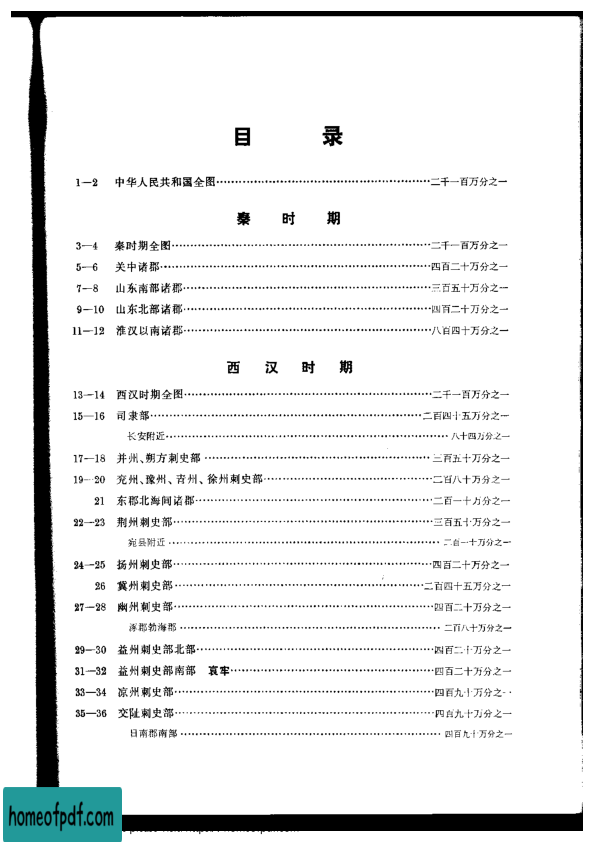 目 录
1—2 中华人民共和国全图……二千一百万分之一
秦 时 期
3—4 秦时期全图……二千一百万分之一
5—6 关中诸郡……四百二十万分之一
7—8 山东南部诸郡……三百五十万分之一
9—10 山东北部诸郡……四百二十万分之一
11—12 淮汉以南诸郡……八百四十万分之一
西 汉 时 期
13—14 西汉时期全图……二千一百万分之一
15—16 司隶部……二百四十五万分之一
长安附近……八十四万分之一
17—18 并州、朔方刺史部……三百五十万分之一
19—20 兖州、豫州、青州、徐州刺史部……二百八十万分之一
21 东郡北海间诸郡……二百一十万分之一
22—23 荆州刺史部……三百五十万分之一
宛县附近……二百一十万分之一
24—25 扬州刺史部……四百二十万分之一
26 冀州刺史部……二百四十五万分之一
27—28 幽州刺史部……四百二十万分之一
涿郡勃海郡……二百八十万分之一
29—30 益州刺史部北部……四百二十万分之一
31—32 益州刺史部南部 哀牢……四百二十万分之一
33—34 凉州刺史部……四百九十万分之一
35—36 交阯刺史部……四百九十万分之一
日南郡南部……四百九十万分之一
homeofpdf.com